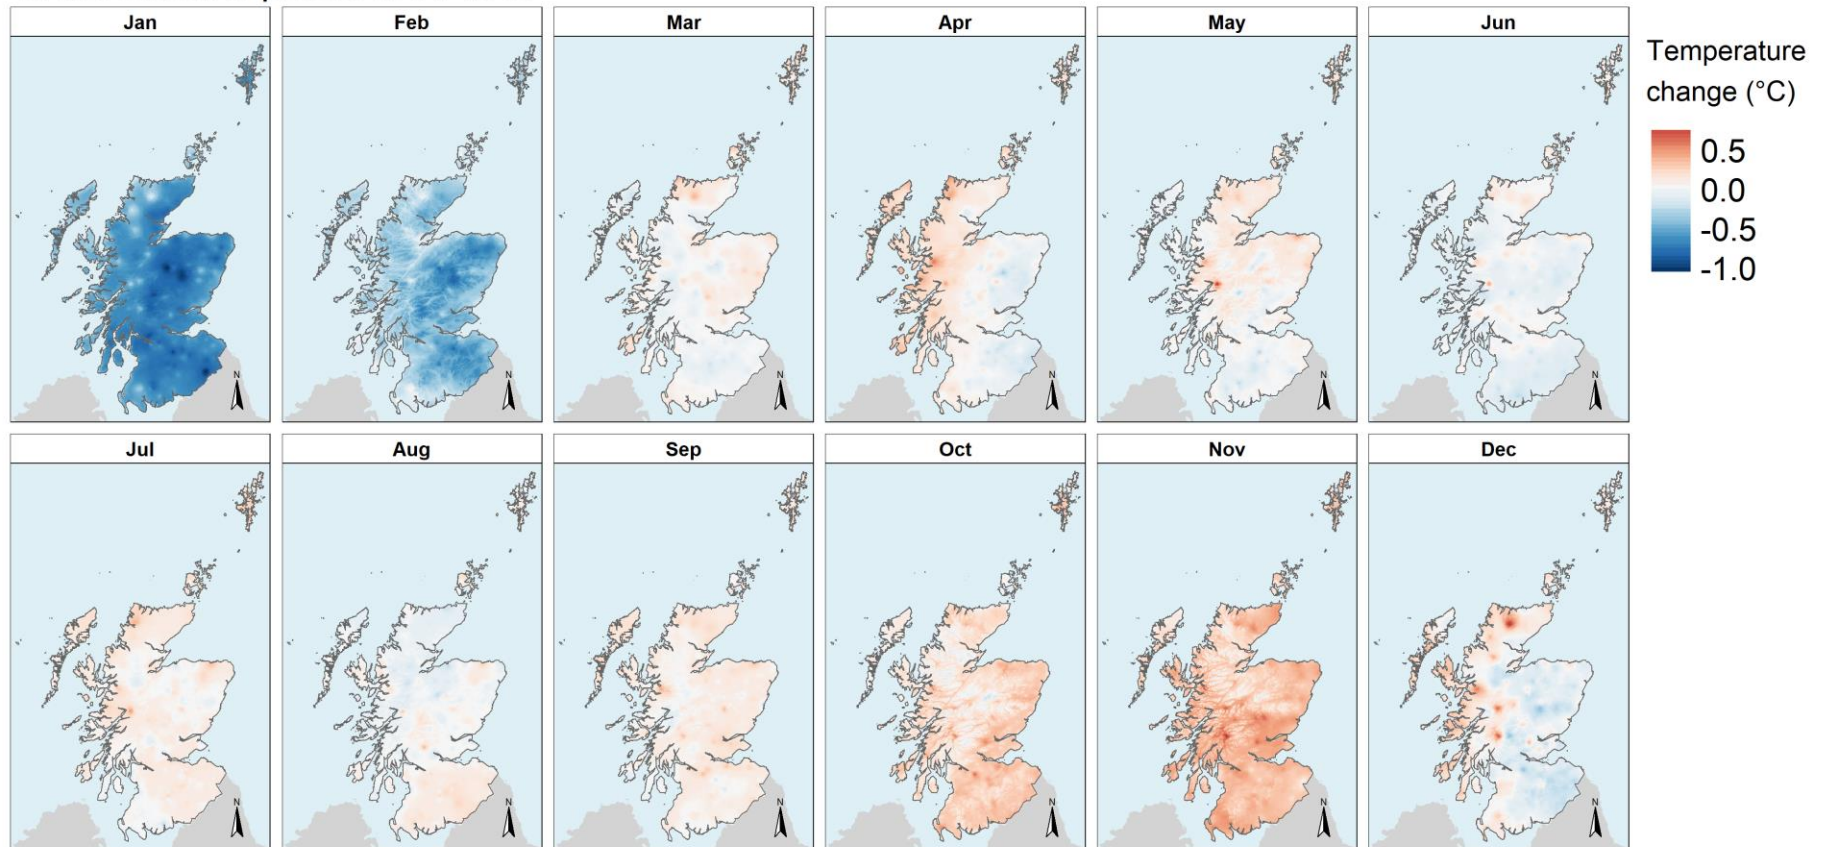 Jan
Feb
Mar
Apr
May
Jun
Temperature
change (°C)
0.5
0.0
-0.5
-1.0
N
N
N
N
N
N
Jul
Aug
Sep
Oct
Nov
Dec
N
N
N
N
N
N